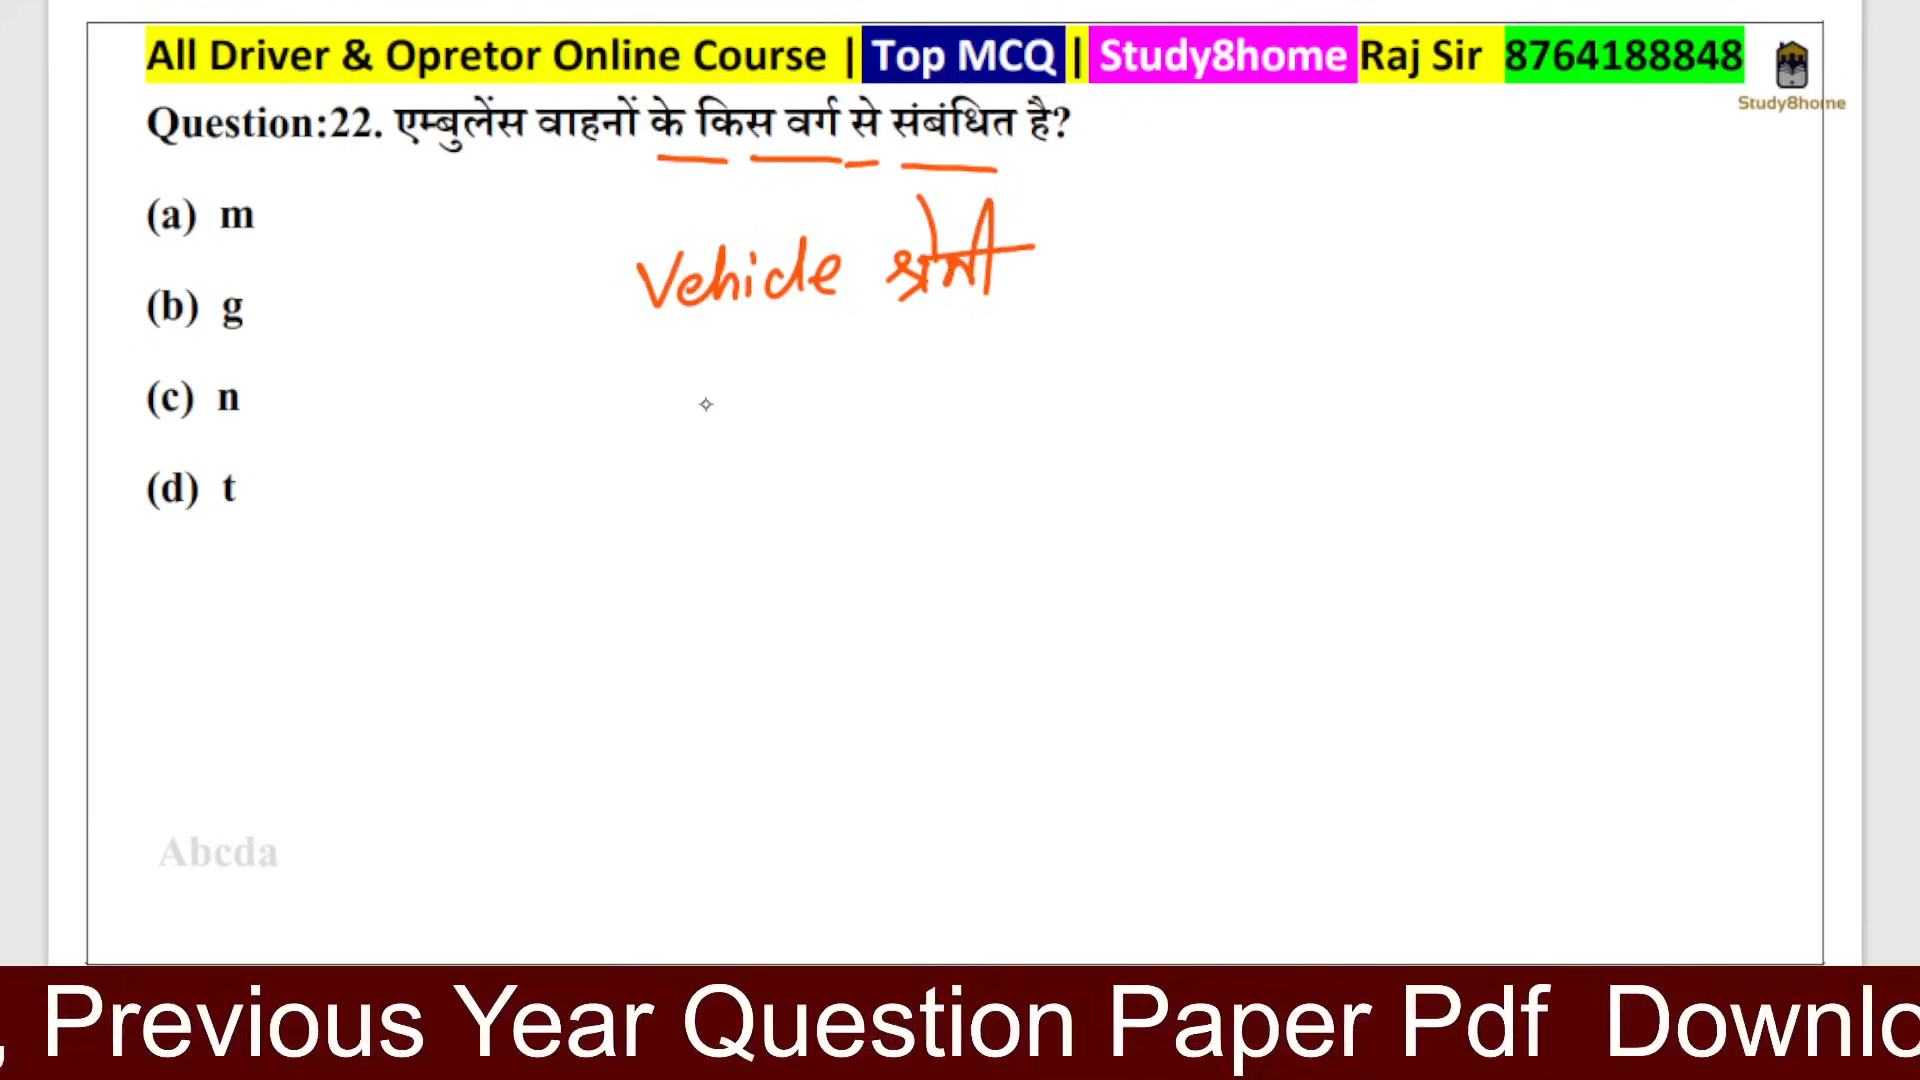 All Driver & Opretor Online Course | Top MCQ | Study8home Raj Sir 8764188848
Study8home
Question:22. एम्बुलेंस वाहनों के किस वर्ग से संबंधित है?
(a) m
(b) g
(c) n
(d) t
Vehicle श्रेनी
Abcda
, Previous Year Question Paper Pdf Downlo